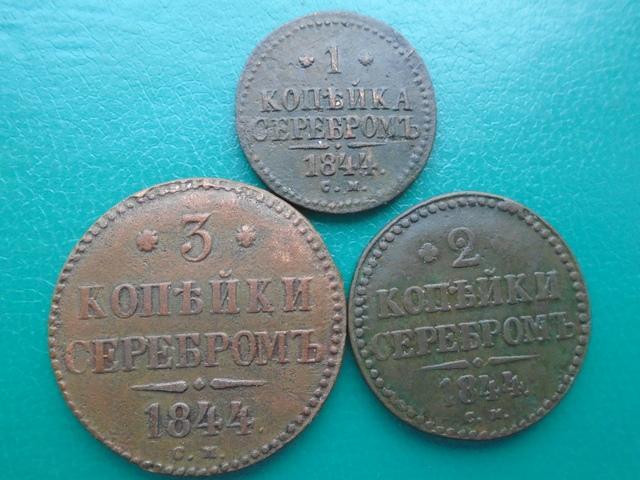 1
КОПѢЙКА
СЕРЕБРОМЪ
1844.
С. М.
3
КОПѢЙКИ
СЕРЕБРОМЪ
1844.
С. М.
2
КОПѢЙКИ
СЕРЕБРОМЪ
1844.
С. М.